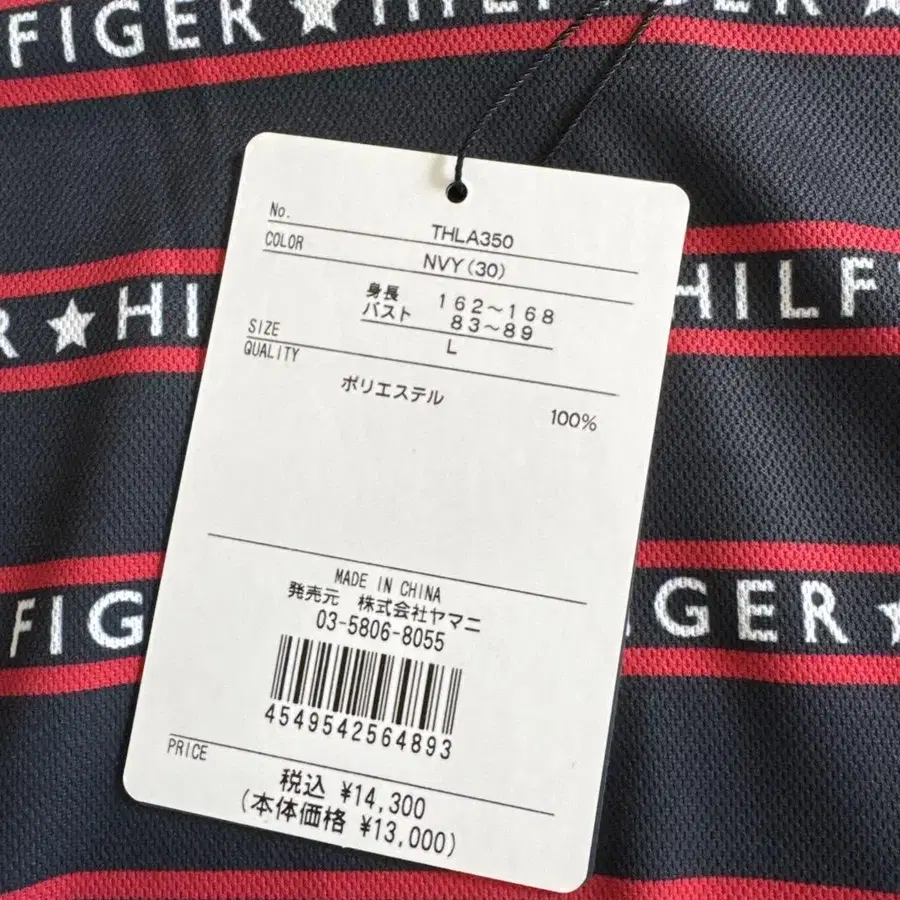 FIGER★HILFIGER
No. THLA350
COLOR NVY(30)
身長 162～168
バスト 83～89
SIZE L
QUALITY
ポリエステル 100%
R★HI
HILF
MADE IN CHINA
発売元 株式会社ヤマニ
03-5806-8055
FIG
FIGER★
4549542564893
PRICE
税込 ¥14,300
(本体価格 ¥13,000)